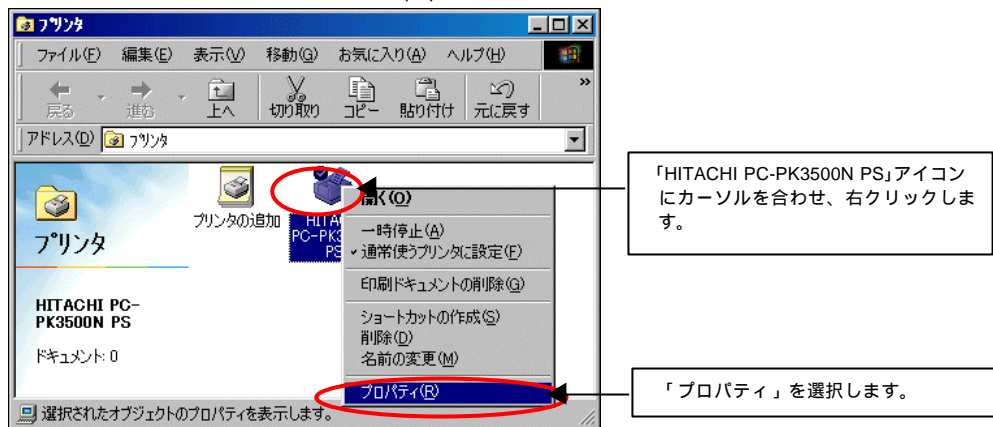 プリンタ
ファイル(F) 編集(E) 表示(V) 移動(G) お気に入り(A) ヘルプ(H)
戻る 進む 上へ 切り取り コピー 貼り付け 元に戻す »
アドレス(D) プリンタ
プリンタ
HITACHI PC-
PK3500N PS
ドキュメント: 0
プリンタの追加
HITA
PC-PK3
PS
開く(O)
一時停止(A)
通常使うプリンタに設定(F)
印刷ドキュメントの削除(G)
ショートカットの作成(S)
削除(D)
名前の変更(M)
プロパティ(R)
選択されたオブジェクトのプロパティを表示します。
「HITACHI PC-PK3500N PS」アイコン
にカーソルを合わせ、右クリックしま
す。
「プロパティ」を選択します。